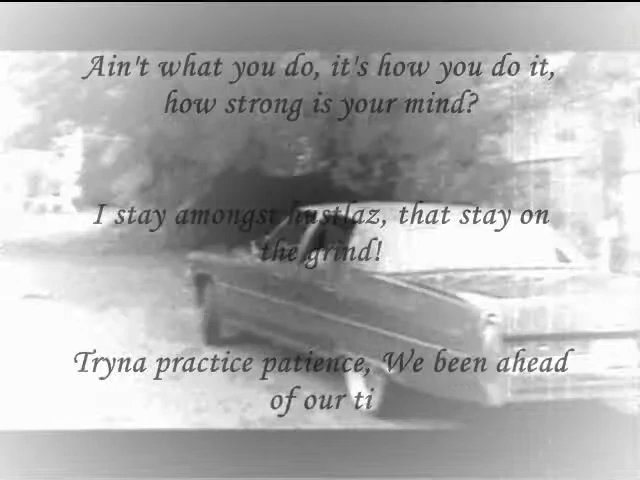 Ain't what you do, it's how you do it,
how strong is your mind?
I stay amongst hustlaz, that stay on
the grind!
Tryna practice patience, We been ahead
of our ti